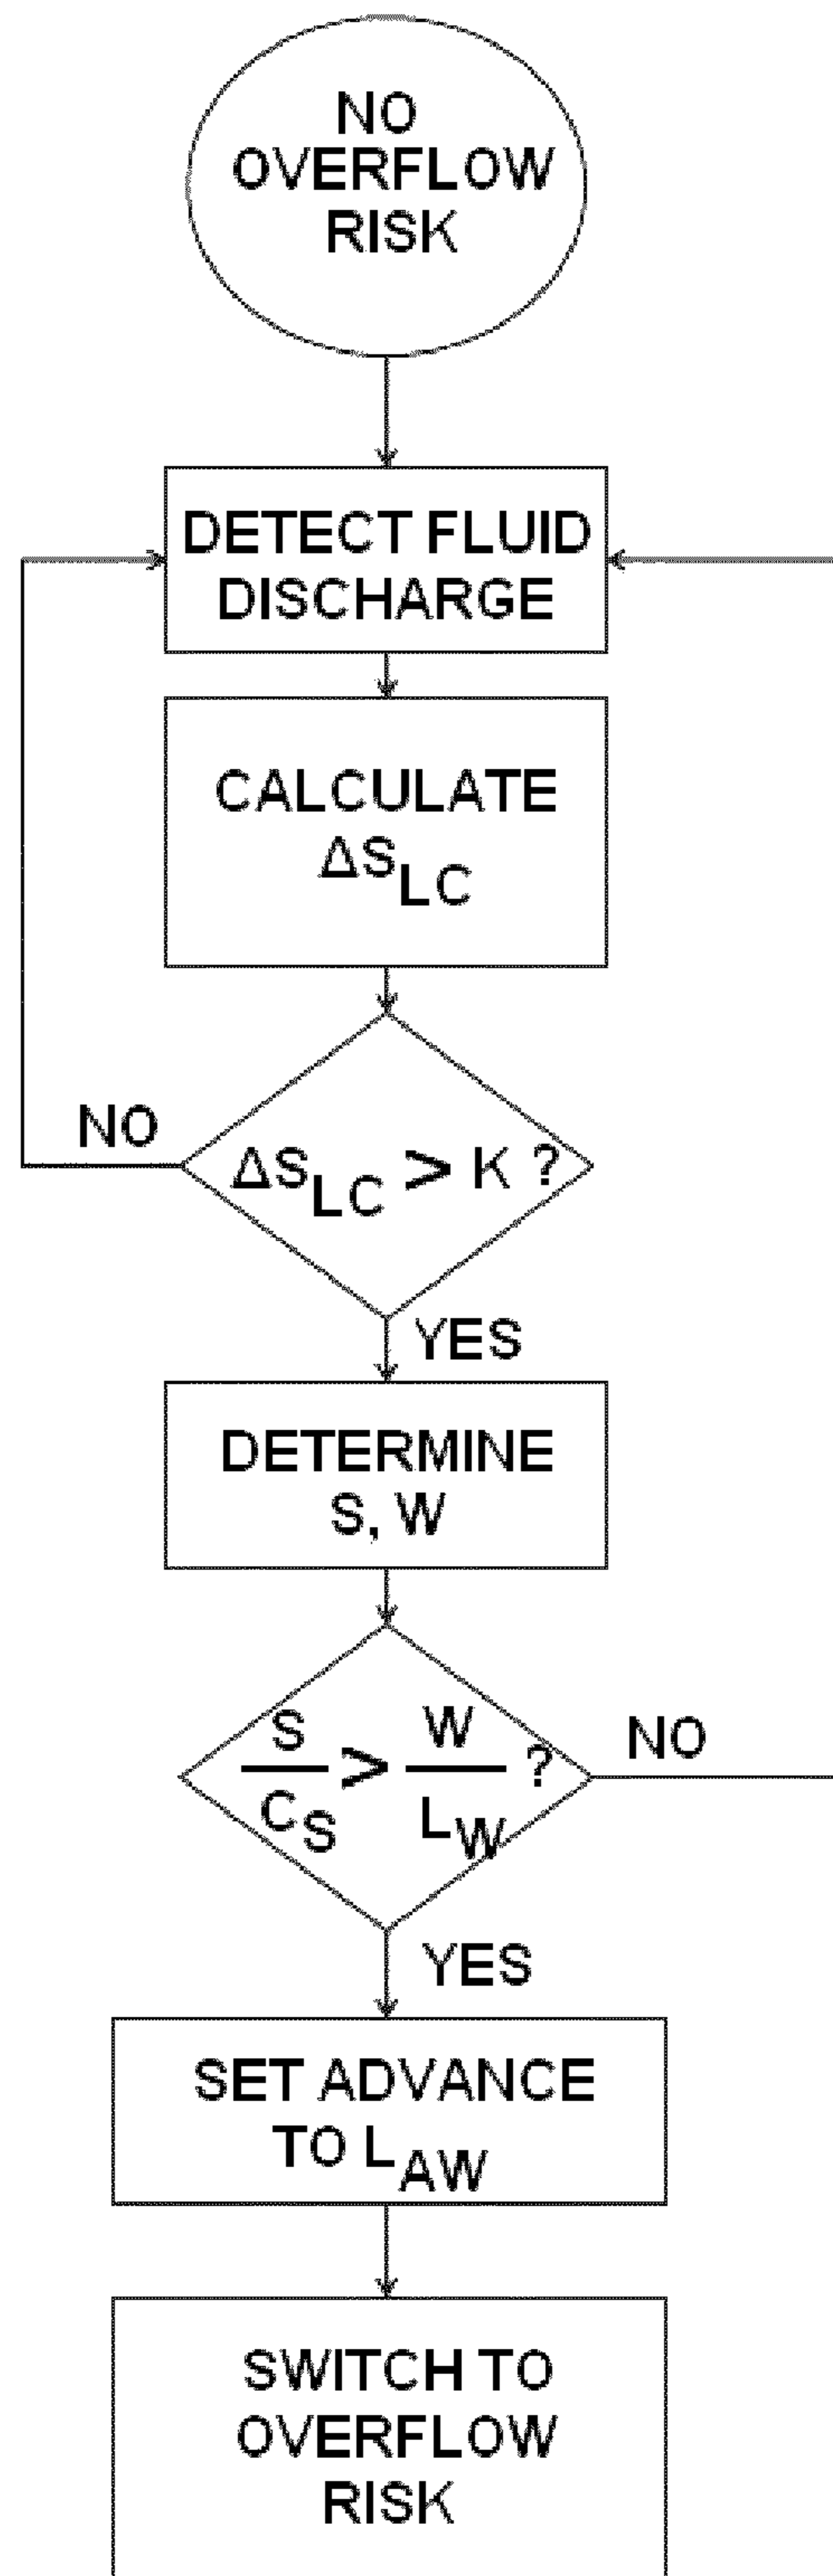 NO
OVERFLOW
RISK
DETECT FLUID
DISCHARGE
CALCULATE
ΔS_LC
NO
ΔS_LC > K ?
YES
DETERMINE
S, W
S/C_S > W/L_W ?
NO
YES
SET ADVANCE
TO L_AW
SWITCH TO
OVERFLOW
RISK